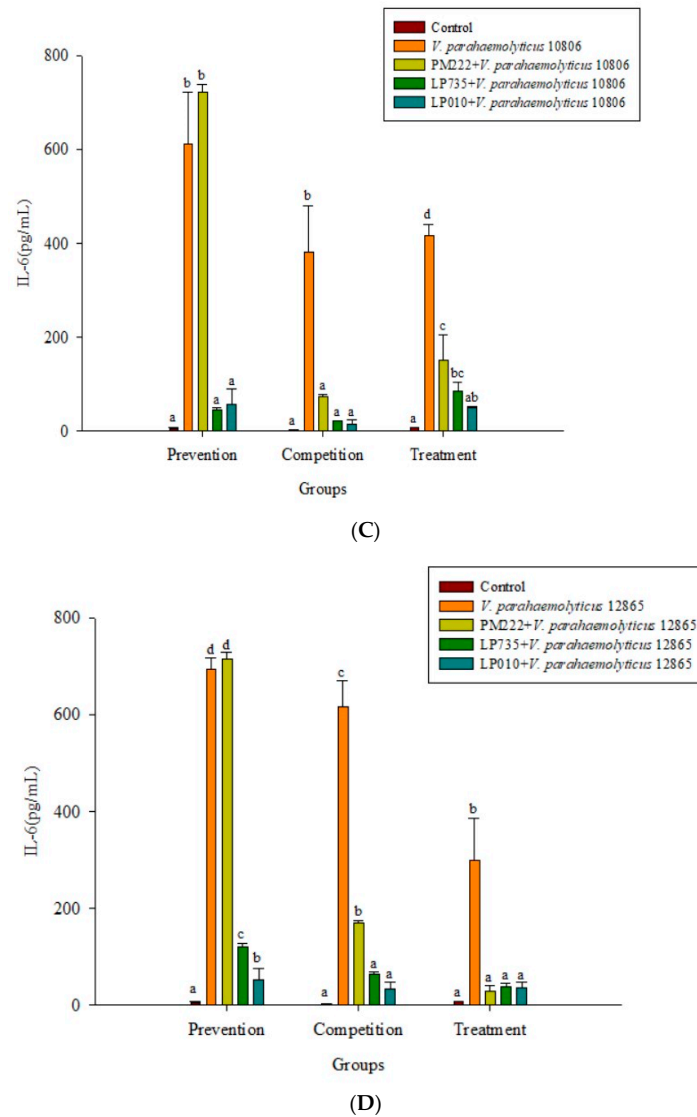 Control
V. parahaemolyticus 10806
PM222+V. parahaemolyticus 10806
LP735+V. parahaemolyticus 10806
LP010+V. parahaemolyticus 10806
IL-6(pg/mL)
800
600
400
200
0
a b b a a
a b a a a
a d c bc ab
Prevention Competition Treatment
Groups
(C)
Control
V. parahaemolyticus 12865
PM222+V. parahaemolyticus 12865
LP735+V. parahaemolyticus 12865
LP010+V. parahaemolyticus 12865
IL-6(pg/mL)
800
600
400
200
0
a d d c b
a c b a a
a b a a a
Prevention Competition Treatment
Groups
(D)